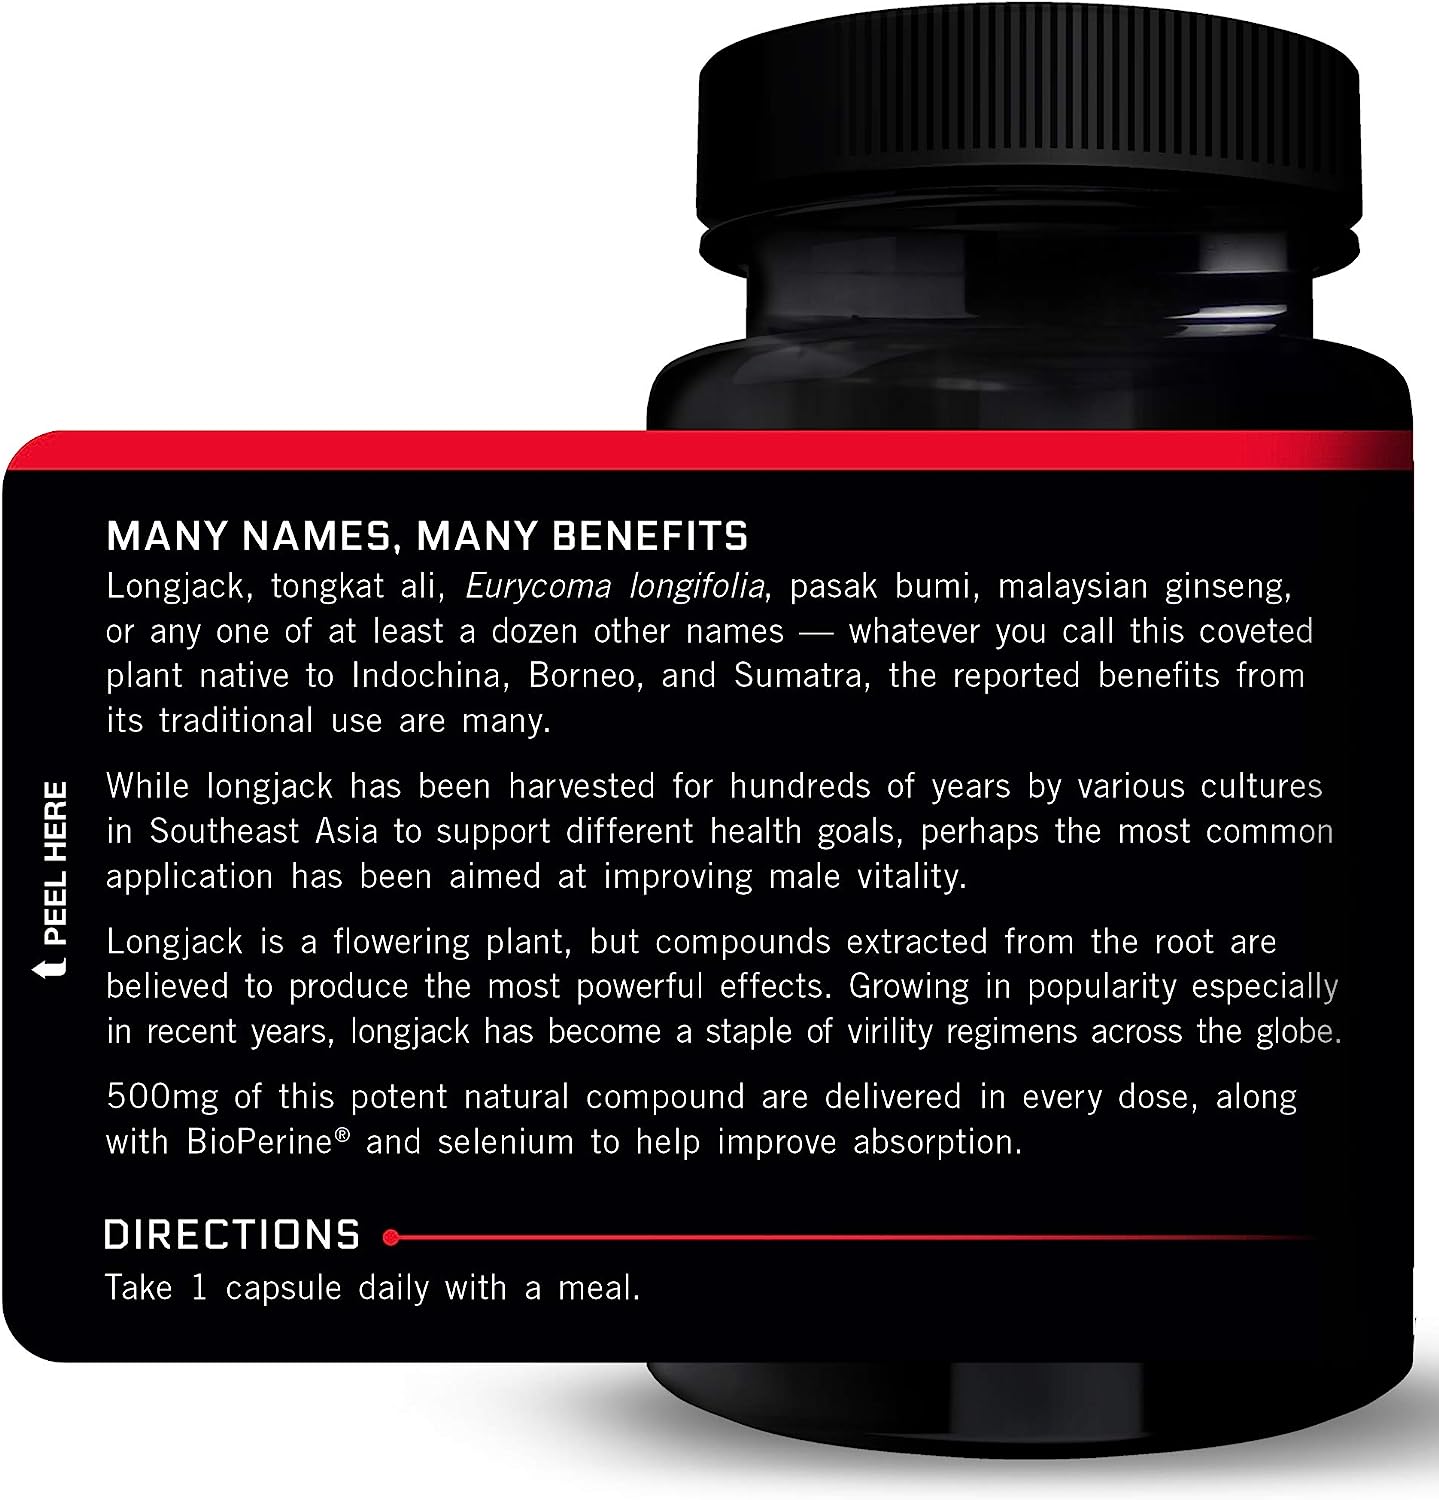 MANY NAMES, MANY BENEFITS
Longjack, tongkat ali, Eurycoma longifolia, pasak bumi, malaysian ginseng,
or any one of at least a dozen other names — whatever you call this coveted
plant native to Indochina, Borneo, and Sumatra, the reported benefits from
its traditional use are many.
While longjack has been harvested for hundreds of years by various cultures
in Southeast Asia to support different health goals, perhaps the most common
application has been aimed at improving male vitality.
PEEL HERE
Longjack is a flowering plant, but compounds extracted from the root are
believed to produce the most powerful effects. Growing in popularity especially
in recent years, longjack has become a staple of virility regimens across the globe.
500mg of this potent natural compound are delivered in every dose, along
with BioPerine® and selenium to help improve absorption.
DIRECTIONS
Take 1 capsule daily with a meal.